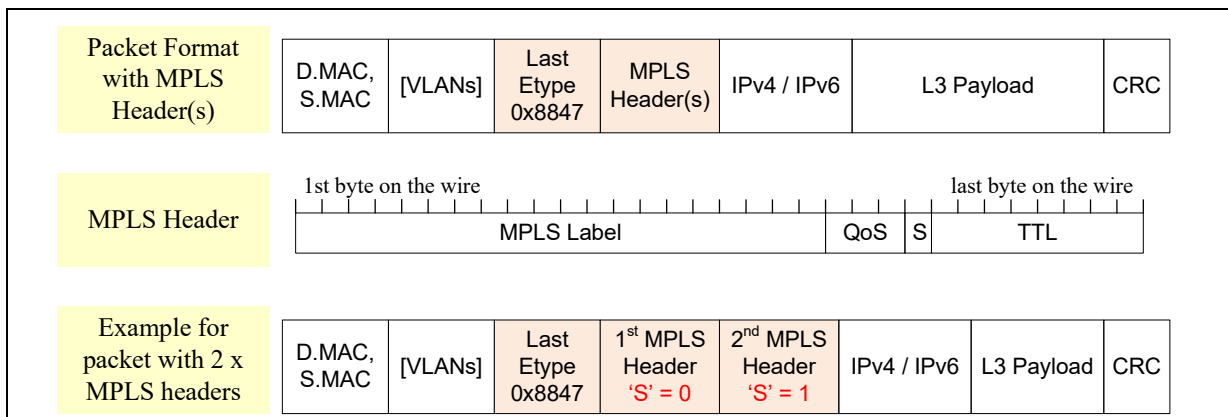 Packet Format
with MPLS
Header(s)
D.MAC,
S.MAC
[VLANs]
Last
Etype
0x8847
MPLS
Header(s)
IPv4 / IPv6
L3 Payload
CRC
MPLS Header
1st byte on the wire
last byte on the wire
MPLS Label
QoS
S
TTL
Example for
packet with 2 x
MPLS headers
D.MAC,
S.MAC
[VLANs]
Last
Etype
0x8847
1st MPLS
Header
‘S’ = 0
2nd MPLS
Header
‘S’ = 1
IPv4 / IPv6
L3 Payload
CRC